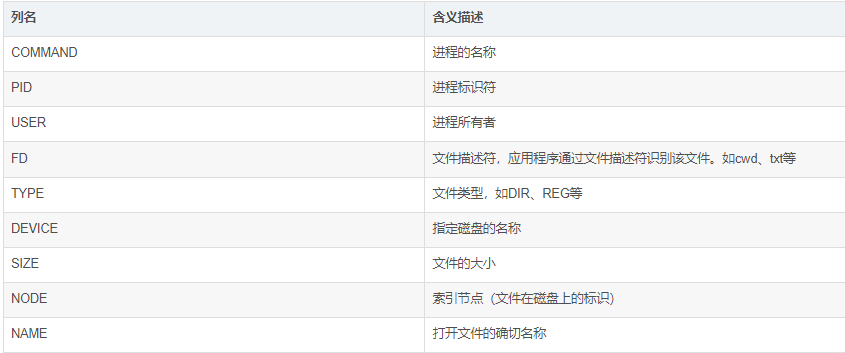 列名 含义描述
COMMAND 进程的名称
PID 进程标识符
USER 进程所有者
FD 文件描述符，应用程序通过文件描述符识别该文件。如cwd、txt等
TYPE 文件类型，如DIR、REG等
DEVICE 指定磁盘的名称
SIZE 文件的大小
NODE 索引节点（文件在磁盘上的标识）
NAME 打开文件的确切名称